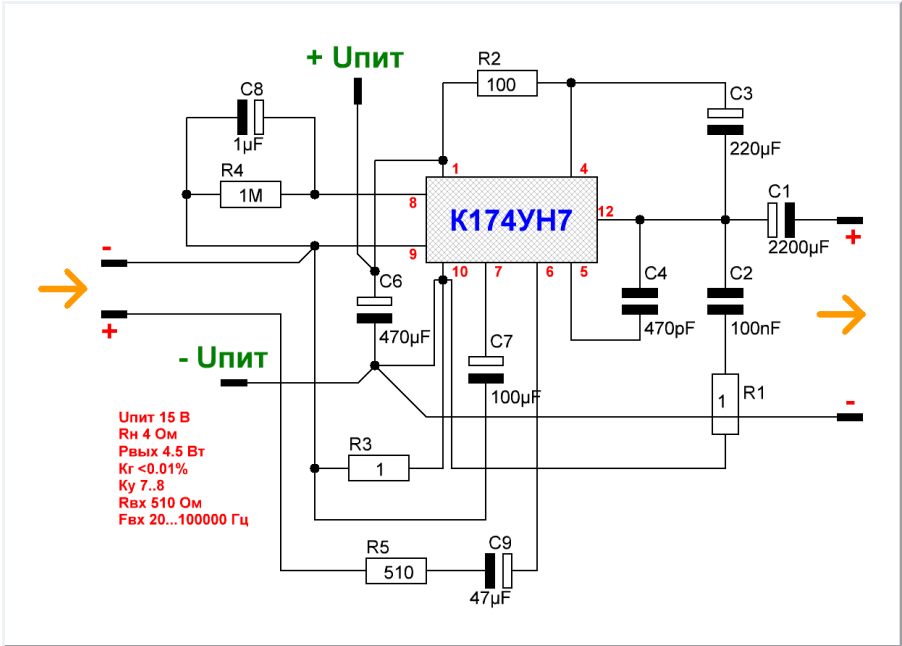 + Uпит
R2
100
C8
1µF
C3
220µF
R4
1M
1
4
8
12
К174УН7
C1
2200µF
+
-
9
10
7
6
5
C6
470µF
C4
470pF
C2
100nF
+
- Uпит
C7
100µF
R1
1
-
Uпит 15 В
Rн 4 Ом
Рвых 4.5 Вт
Кг <0.01%
Ку 7..8
Rвх 510 Ом
Fвх 20...100000 Гц
R3
1
R5
510
C9
47µF